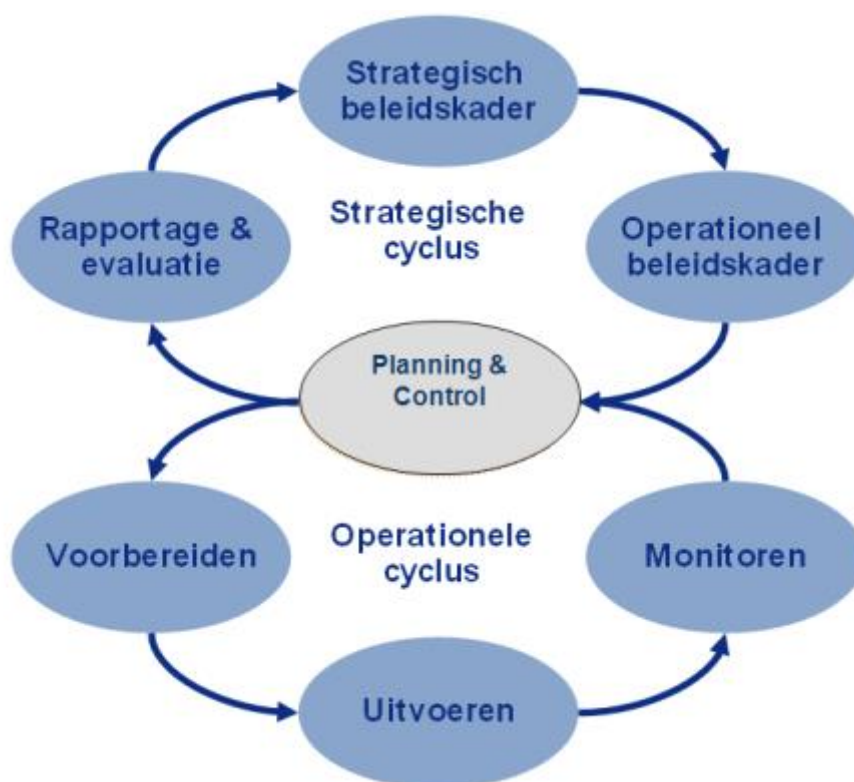 Strategisch
beleidskader
Rapportage &
evaluatie
Strategische
cyclus
Operationeel
beleidskader
Planning &
Control
Voorbereiden
Operationele
cyclus
Monitoren
Uitvoeren